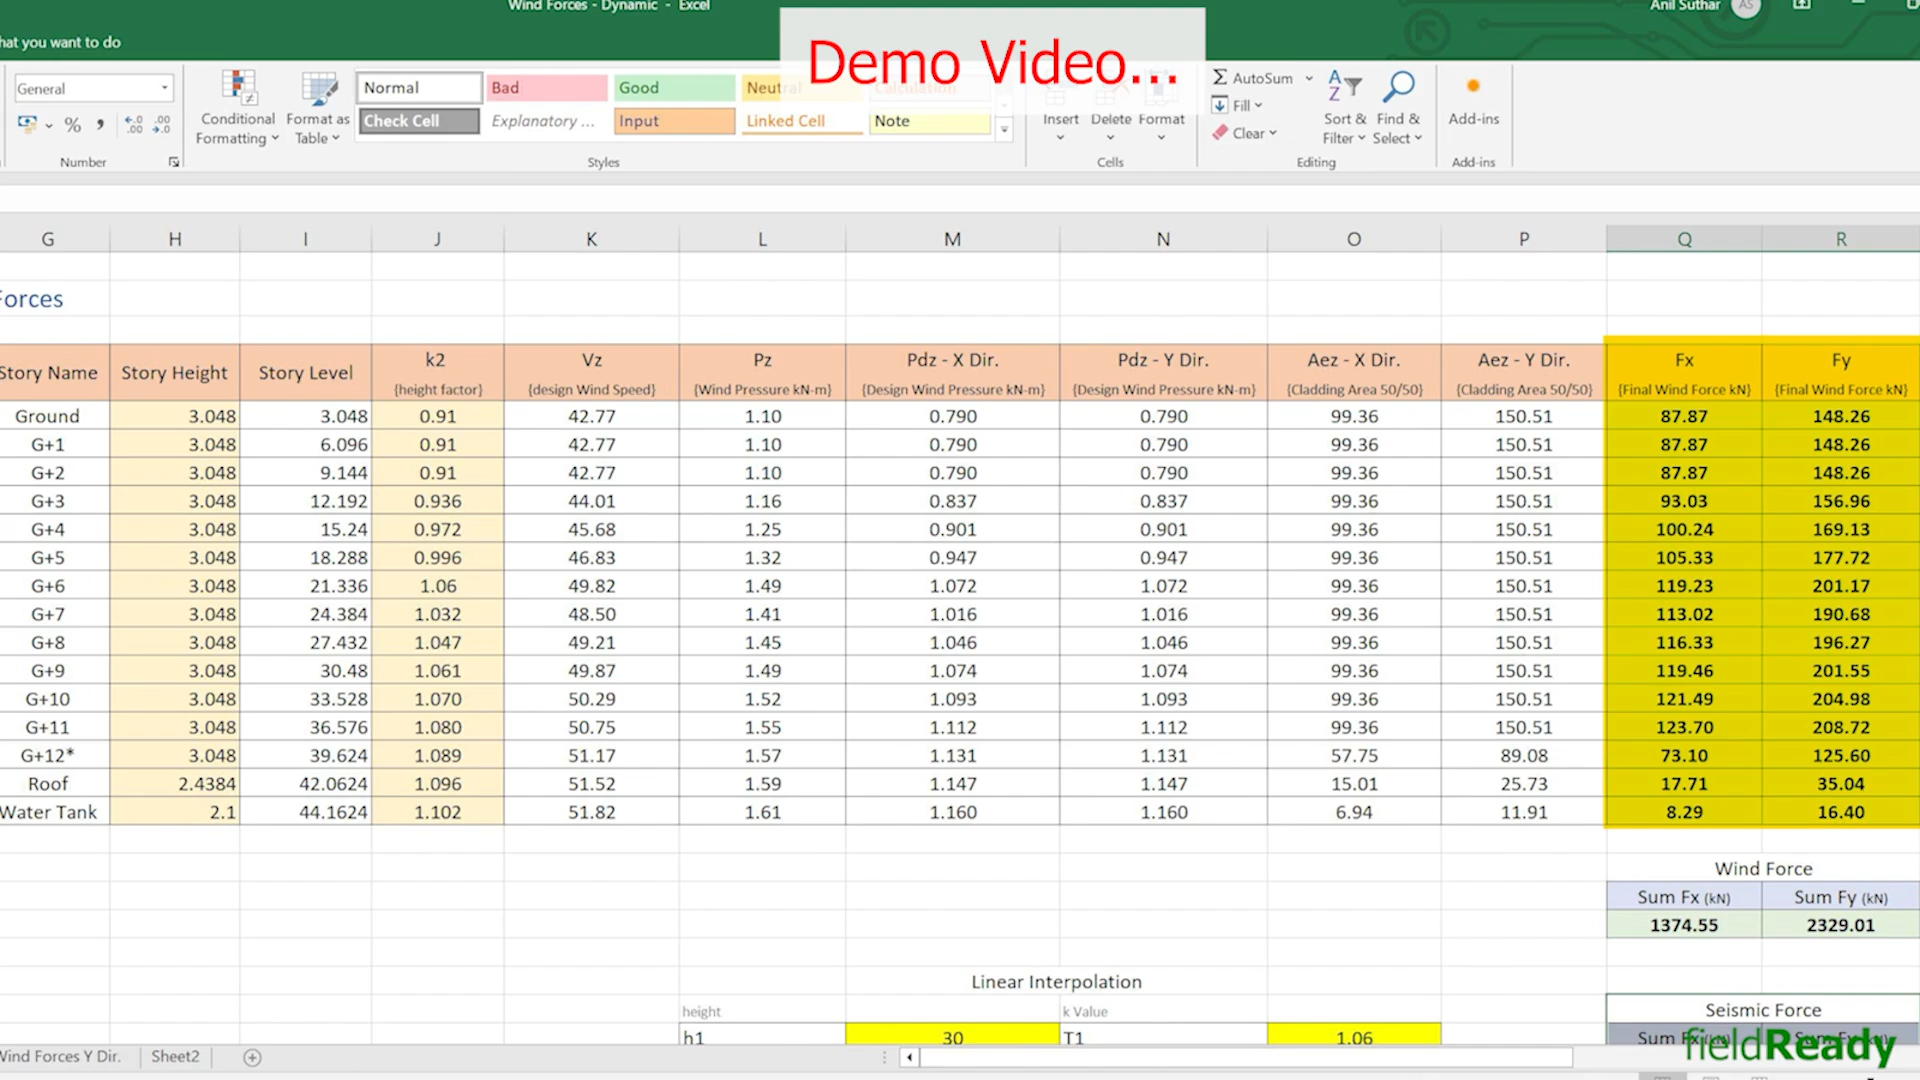 Wind Forces - Dynamic - Excel
Anil Suthar
AS
hat you want to do
Demo Video...
General
Conditional Formatting
Format as Table
Normal
Bad
Good
Neutral
Calculation
Check Cell
Explanatory ...
Input
Linked Cell
Note
Insert
Delete
Format
AutoSum
Fill
Clear
Sort & Filter
Find & Select
Add-ins
Number
Styles
Cells
Editing
Add-ins
G H I J K L M N O P Q R
Forces
Story Name Story Height Story Level k2 Vz Pz Pdz - X Dir. Pdz - Y Dir. Aez - X Dir. Aez - Y Dir. Fx Fy
{height factor} {design Wind Speed} {Wind Pressure kN-m} {Design Wind Pressure kN-m} {Design Wind Pressure kN-m} {Cladding Area 50/50} {Cladding Area 50/50} {Final Wind Force kN} {Final Wind Force kN}
Ground 3.048 3.048 0.91 42.77 1.10 0.790 0.790 99.36 150.51 87.87 148.26
G+1 3.048 6.096 0.91 42.77 1.10 0.790 0.790 99.36 150.51 87.87 148.26
G+2 3.048 9.144 0.91 42.77 1.10 0.790 0.790 99.36 150.51 87.87 148.26
G+3 3.048 12.192 0.936 44.01 1.16 0.837 0.837 99.36 150.51 93.03 156.96
G+4 3.048 15.24 0.972 45.68 1.25 0.901 0.901 99.36 150.51 100.24 169.13
G+5 3.048 18.288 0.996 46.83 1.32 0.947 0.947 99.36 150.51 105.33 177.72
G+6 3.048 21.336 1.06 49.82 1.49 1.072 1.072 99.36 150.51 119.23 201.17
G+7 3.048 24.384 1.032 48.50 1.41 1.016 1.016 99.36 150.51 113.02 190.68
G+8 3.048 27.432 1.047 49.21 1.45 1.046 1.046 99.36 150.51 116.33 196.27
G+9 3.048 30.48 1.061 49.87 1.49 1.074 1.074 99.36 150.51 119.46 201.55
G+10 3.048 33.528 1.070 50.29 1.52 1.093 1.093 99.36 150.51 121.49 204.98
G+11 3.048 36.576 1.080 50.75 1.55 1.112 1.112 99.36 150.51 123.70 208.72
G+12* 3.048 39.624 1.089 51.17 1.57 1.131 1.131 57.75 89.08 73.10 125.60
Roof 2.4384 42.0624 1.096 51.52 1.59 1.147 1.147 15.01 25.73 17.71 35.04
Water Tank 2.1 44.1624 1.102 51.82 1.61 1.160 1.160 6.94 11.91 8.29 16.40
Wind Force
Sum Fx (kN) Sum Fy (kN)
1374.55 2329.01
Linear Interpolation
height k Value
h1 30 T1 1.06
Seismic Force
Sum Fx (kN) Sum Fy (kN)
fieldReady
Wind Forces Y Dir. Sheet2